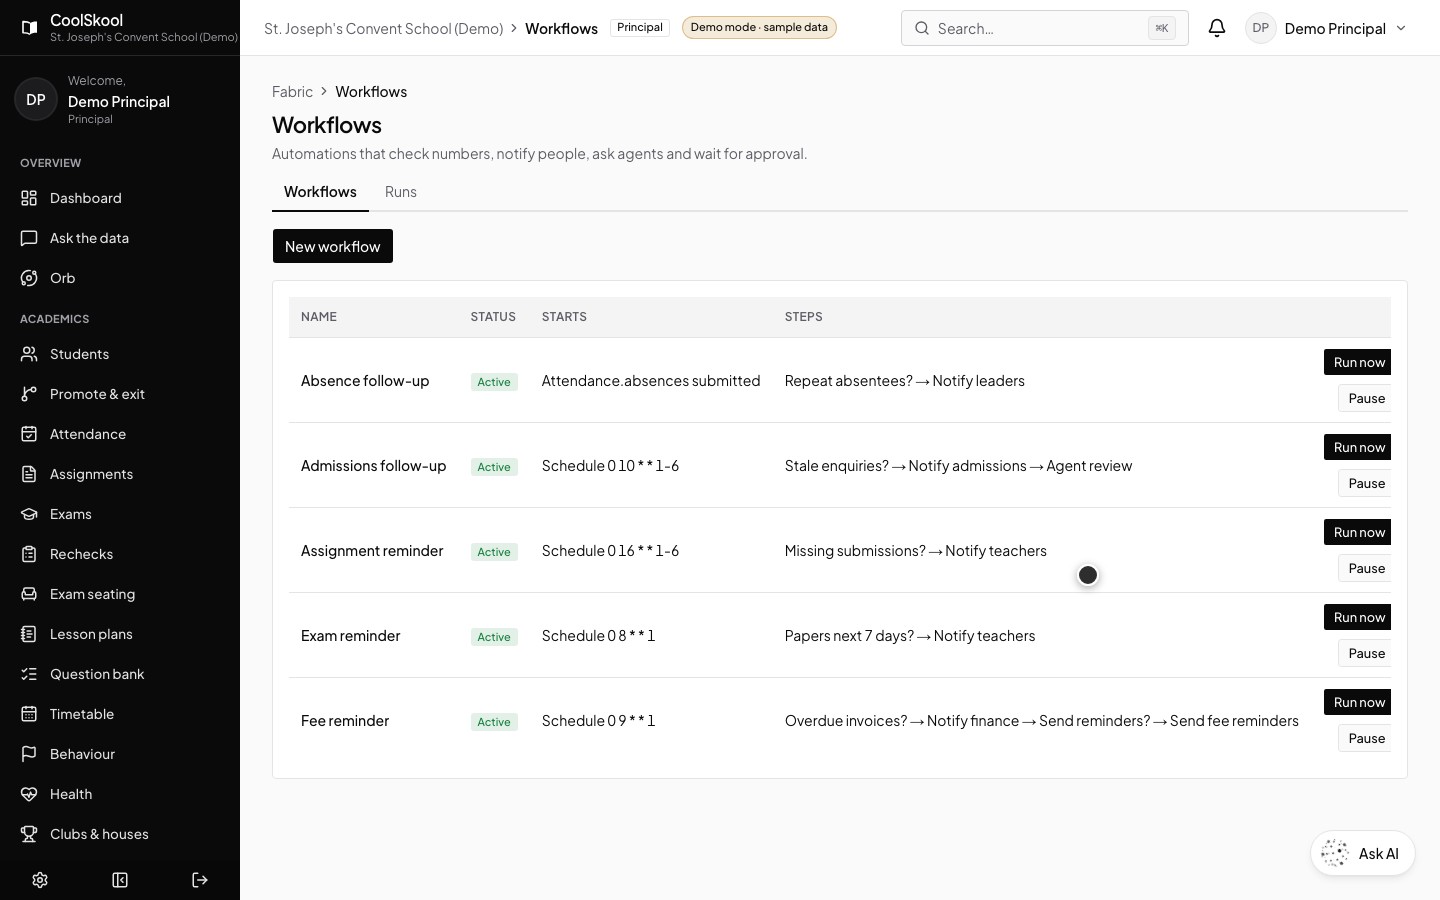 CoolSkool
St. Joseph's Convent School (Demo)
Welcome,
DP
Demo Principal
Principal
OVERVIEW
Dashboard
Ask the data
Orb
ACADEMICS
Students
Promote & exit
Attendance
Assignments
Exams
Rechecks
Exam seating
Lesson plans
Question bank
Timetable
Behaviour
Health
Clubs & houses
St. Joseph's Convent School (Demo) > Workflows Principal Demo mode · sample data
Search... ⌘K
DP Demo Principal
Fabric > Workflows
Workflows
Automations that check numbers, notify people, ask agents and wait for approval.
Workflows Runs
New workflow
NAME STATUS STARTS STEPS
Absence follow-up Active Attendance.absences submitted Repeat absentees? → Notify leaders Run now
Pause
Admissions follow-up Active Schedule 0 10 * * 1-6 Stale enquiries? → Notify admissions → Agent review Run now
Pause
Assignment reminder Active Schedule 0 16 * * 1-6 Missing submissions? → Notify teachers Run now
Pause
Exam reminder Active Schedule 0 8 * * 1 Papers next 7 days? → Notify teachers Run now
Pause
Fee reminder Active Schedule 0 9 * * 1 Overdue invoices? → Notify finance → Send reminders? → Send fee reminders Run now
Pause
Ask AI